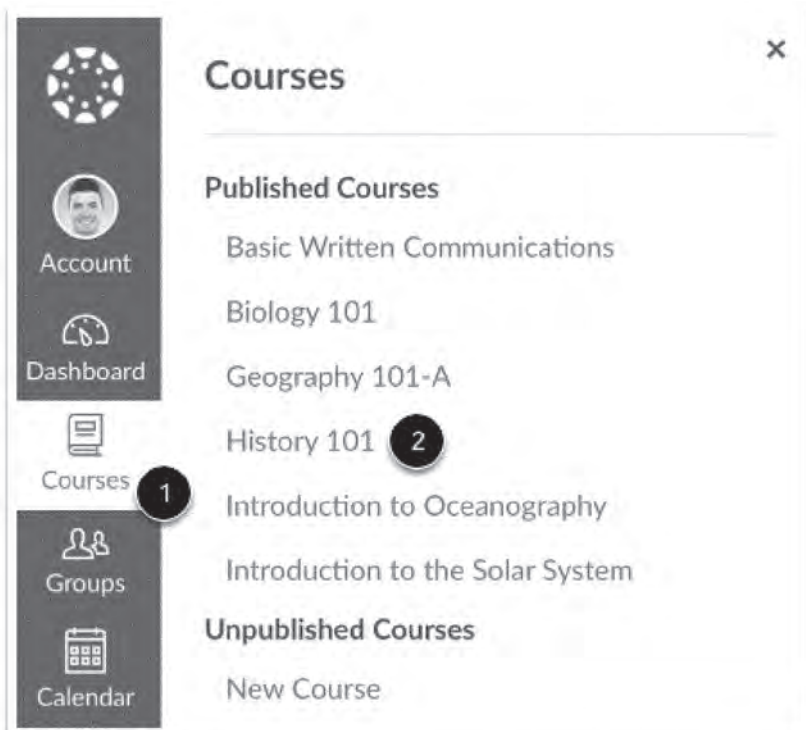 Courses
×
Account
Dashboard
Courses
1
Groups
Calendar
Published Courses
Basic Written Communications
Biology 101
Geography 101-A
History 101 2
Introduction to Oceanography
Introduction to the Solar System
Unpublished Courses
New Course